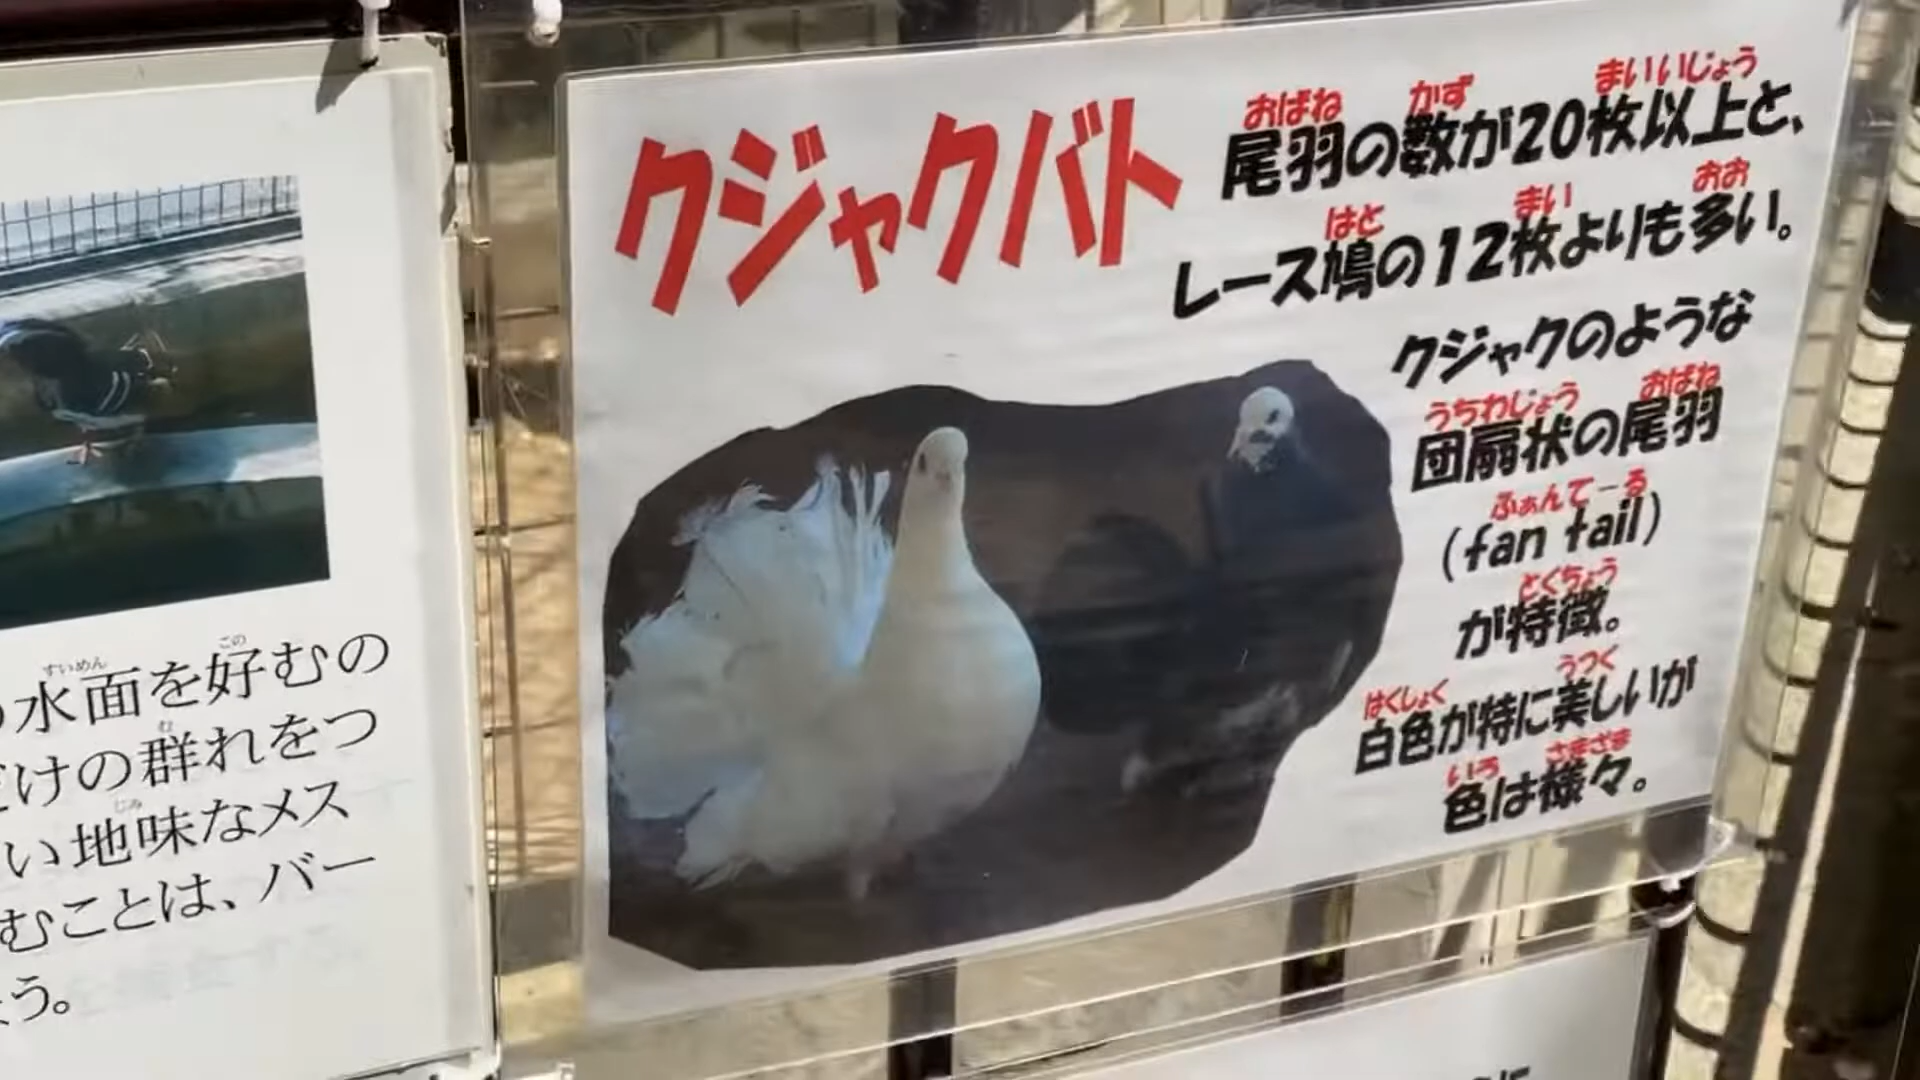 クジャクバト
おばね かず まいいじょう
尾羽の数が20枚以上と、
はと まい おお
レース鳩の12枚よりも多い。
クジャクのような
うちわじょう おばね
団扇状の尾羽
ふぁんてーる
(fan tail)
とくちょう
が特徴。
はくしょく うつく
白色が特に美しいが
いろ さまざま
色は様々。
すいめん この
水面を好むの
む
けの群れをつ
じみ
い地味なメス
むことは、バー
う。